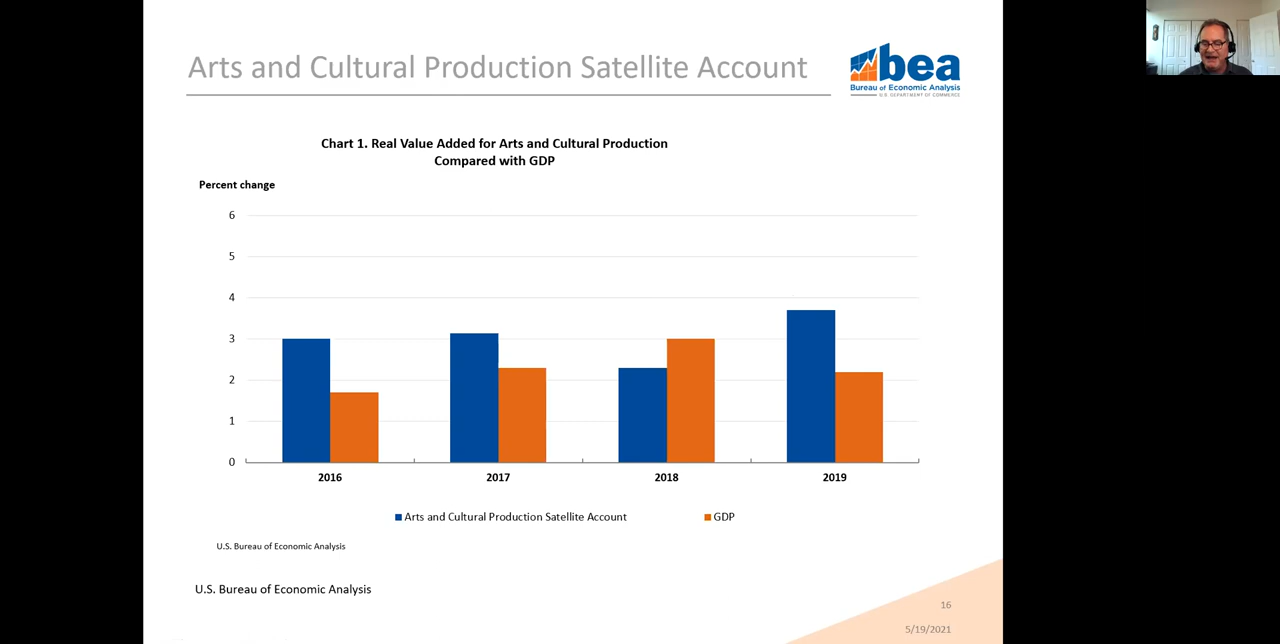 Arts and Cultural Production Satellite Account
bea
Bureau of Economic Analysis
U.S. DEPARTMENT OF COMMERCE
Chart 1. Real Value Added for Arts and Cultural Production
Compared with GDP
Percent change
6
5
4
3
2
1
0
2016 2017 2018 2019
Arts and Cultural Production Satellite Account GDP
U.S. Bureau of Economic Analysis
U.S. Bureau of Economic Analysis
16
5/19/2021